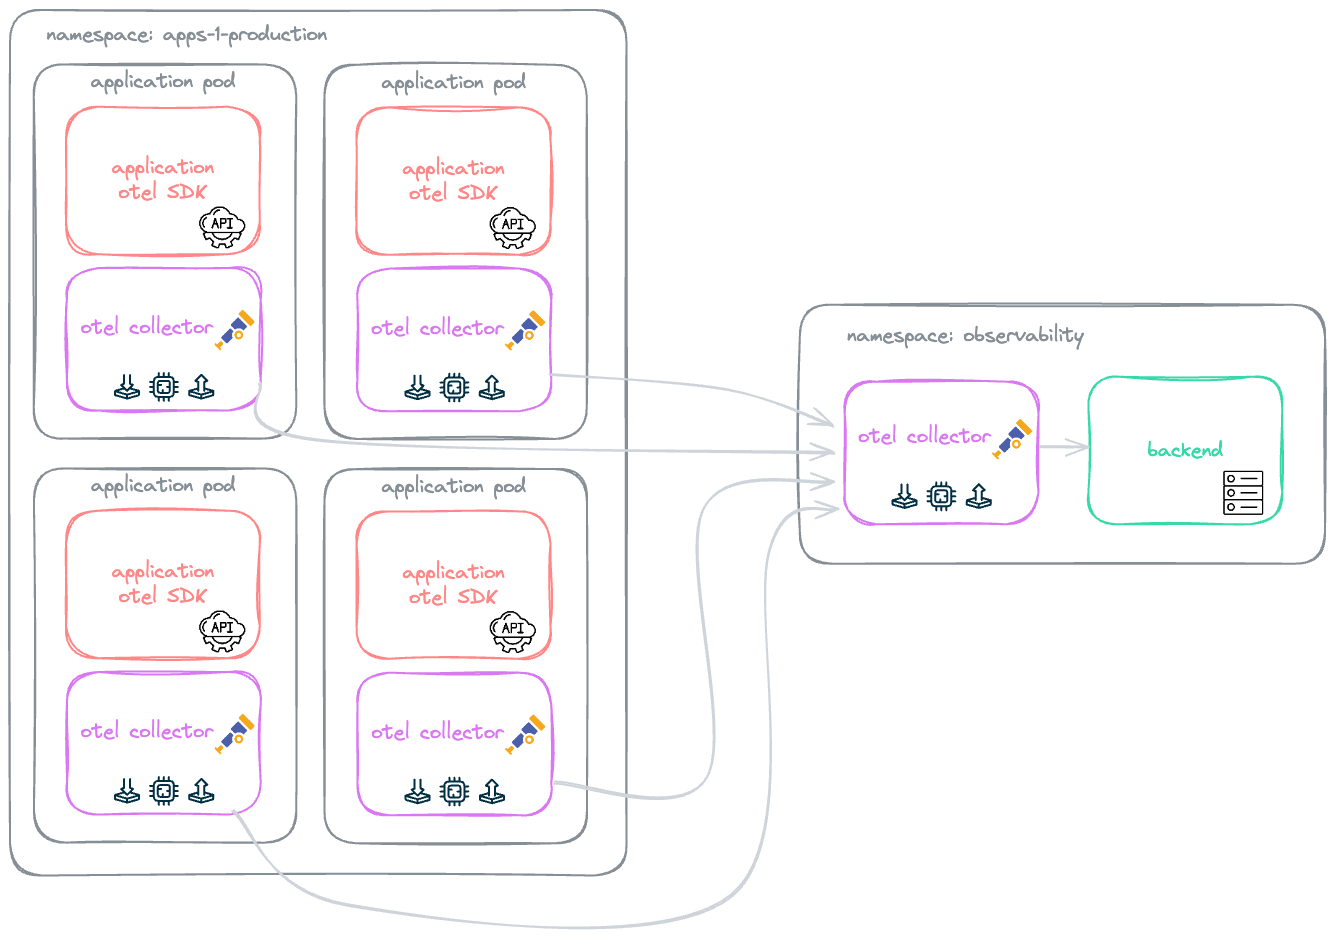 namespace: apps-1-production
application pod
application
otel SDK
API
otel collector
application pod
application
otel SDK
API
otel collector
application pod
application
otel SDK
API
otel collector
application pod
application
otel SDK
API
otel collector
namespace: observability
otel collector
backend